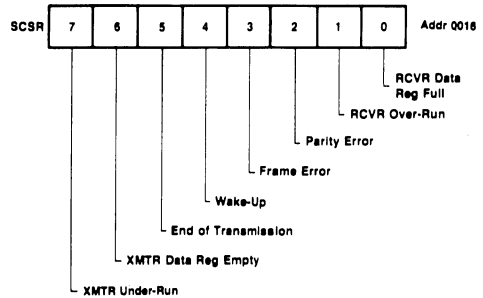 SCSR 7 6 5 4 3 2 1 0 Addr 0016
RCVR Data
Reg Full
RCVR Over-Run
Parity Error
Frame Error
Wake-Up
End of Transmission
XMTR Data Reg Empty
XMTR Under-Run